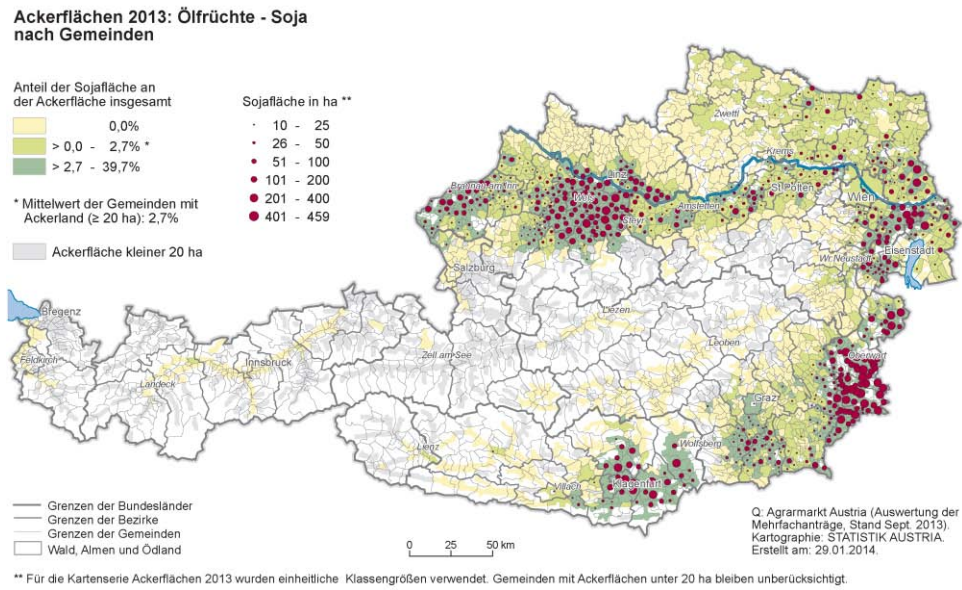 Ackerflächen 2013: Ölfrüchte - Soja
nach Gemeinden
Anteil der Sojafläche an
der Ackerfläche insgesamt
0,0%
> 0,0 - 2,7% *
> 2,7 - 39,7%
* Mittelwert der Gemeinden mit
Ackerland (≥ 20 ha): 2,7%
Ackerfläche kleiner 20 ha
Sojafläche in ha **
10 - 25
26 - 50
51 - 100
101 - 200
201 - 400
401 - 459
Zwettl
Krems
Linz
Braunau am Inn
Wels
St.Pölten
Wien
Amstetten
Steyr
Eisenstadt
Wr.Neustadt
Salzburg
Bregenz
Liezen
Leoben
Oberwart
Feldkirch
Innsbruck
Zell am See
Landeck
Graz
Lienz
Wolfsberg
Villach
Klagenfurt
Grenzen der Bundesländer
Grenzen der Bezirke
Grenzen der Gemeinden
Wald, Almen und Ödland
0 25 50 km
Q: Agrarmarkt Austria (Auswertung der
Mehrfachanträge, Stand Sept. 2013).
Kartographie: STATISTIK AUSTRIA.
Erstellt am: 29.01.2014.
** Für die Kartenserie Ackerflächen 2013 wurden einheitliche Klassengrößen verwendet. Gemeinden mit Ackerflächen unter 20 ha bleiben unberücksichtigt.